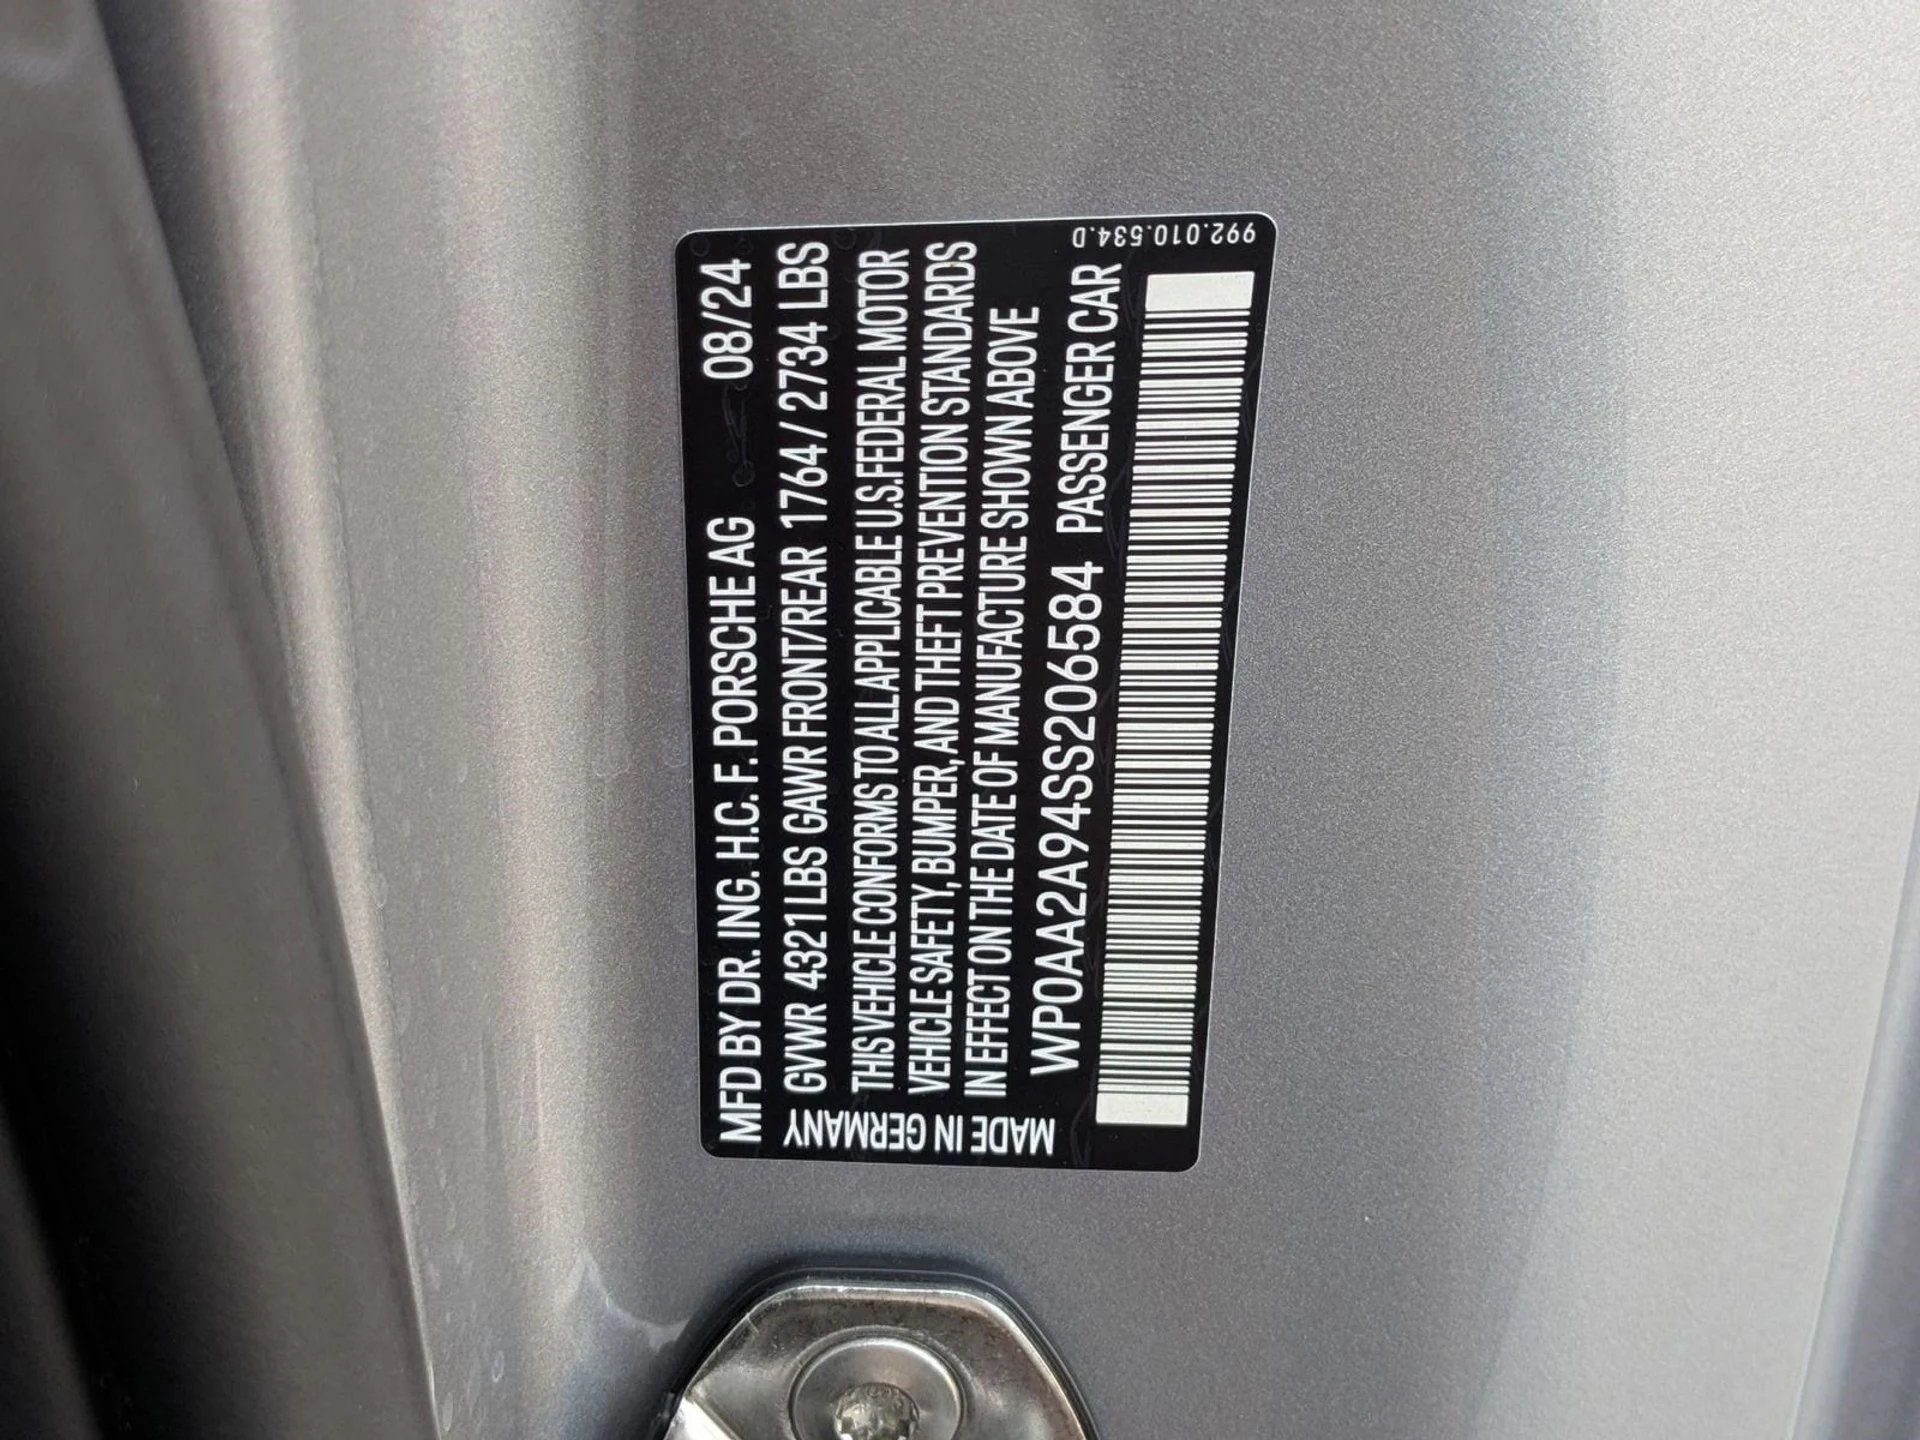 MFD BY DR. ING. H.C. F. PORSCHE AG 08/24
GVWR 4321 LBS GAWR FRONT/REAR 1764 / 2734 LBS
THIS VEHICLE CONFORMS TO ALL APPLICABLE U.S. FEDERAL MOTOR
VEHICLE SAFETY, BUMPER, AND THEFT PREVENTION STANDARDS
IN EFFECT ON THE DATE OF MANUFACTURE SHOWN ABOVE
WP0AA2A94SS206584 PASSENGER CAR
MADE IN GERMANY
992.010.534.D